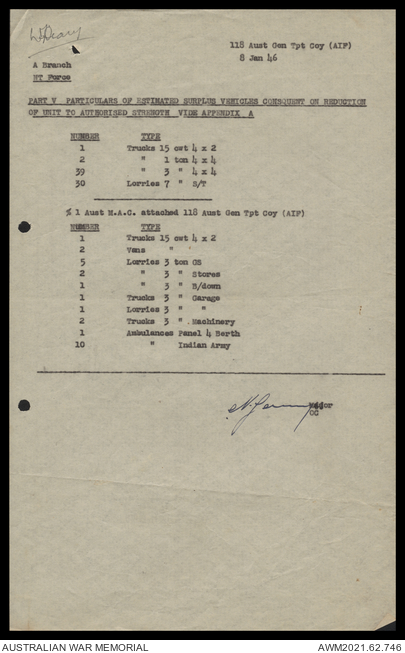 W Deary
118 Aust Gen Tpt Coy (AIF)
8 Jan 46
A Branch
NT Force
PART V PARTICULARS OF ESTIMATED SURPLUS VEHICLES CONSEQUENT ON REDUCTION
OF UNIT TO AUTHORISED STRENGTH VIDE APPENDIX A
NUMBER TYPE
1 Trucks 15 cwt 4 x 2
2 " 1 ton 4 x 4
39 " 3 " 4 x 4
30 Lorries 7 " S/T
% 1 Aust M.A.C. attached 118 Aust Gen Tpt Coy (AIF)
NUMBER TYPE
1 Trucks 15 cwt 4 x 2
2 Vans "
5 Lorries 3 ton GS
2 " 3 " Stores
1 " 3 " B/down
1 Trucks 3 " Garage
1 Lorries 3 " "
2 Trucks 3 " Machinery
1 Ambulances Panel 4 Berth
10 " Indian Army
Major
OC
AUSTRALIAN WAR MEMORIAL
AWM2021.62.746